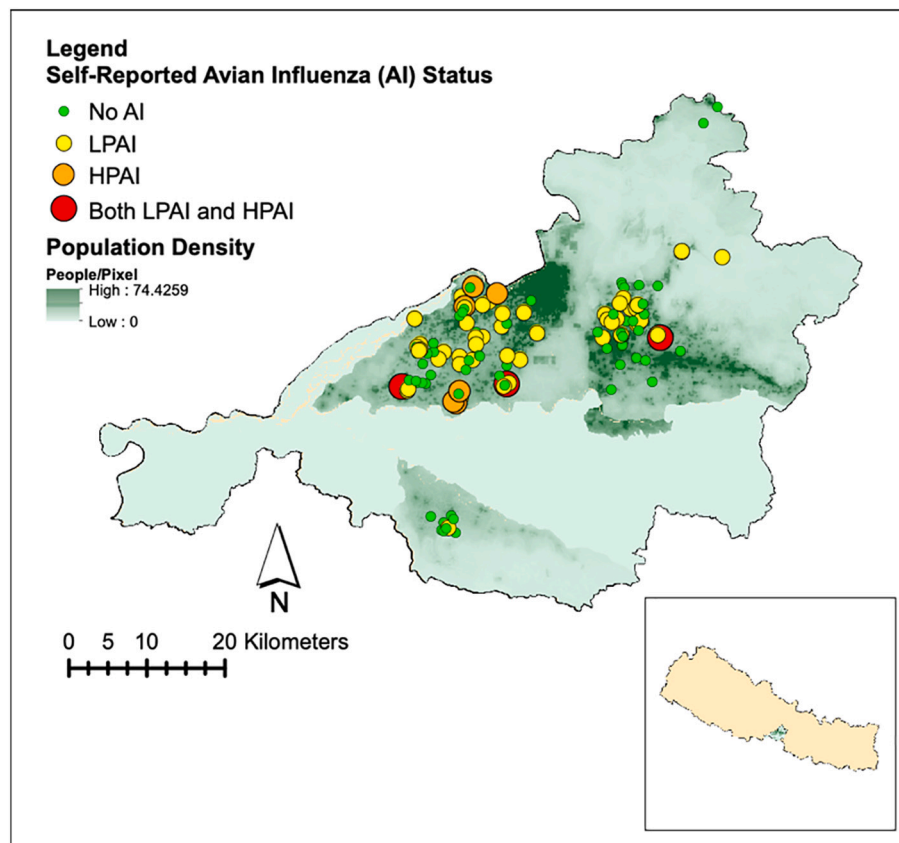 Legend
Self-Reported Avian Influenza (AI) Status
No AI
LPAI
HPAI
Both LPAI and HPAI
Population Density
People/Pixel
High : 74.4259
Low : 0
N
0 5 10 20 Kilometers